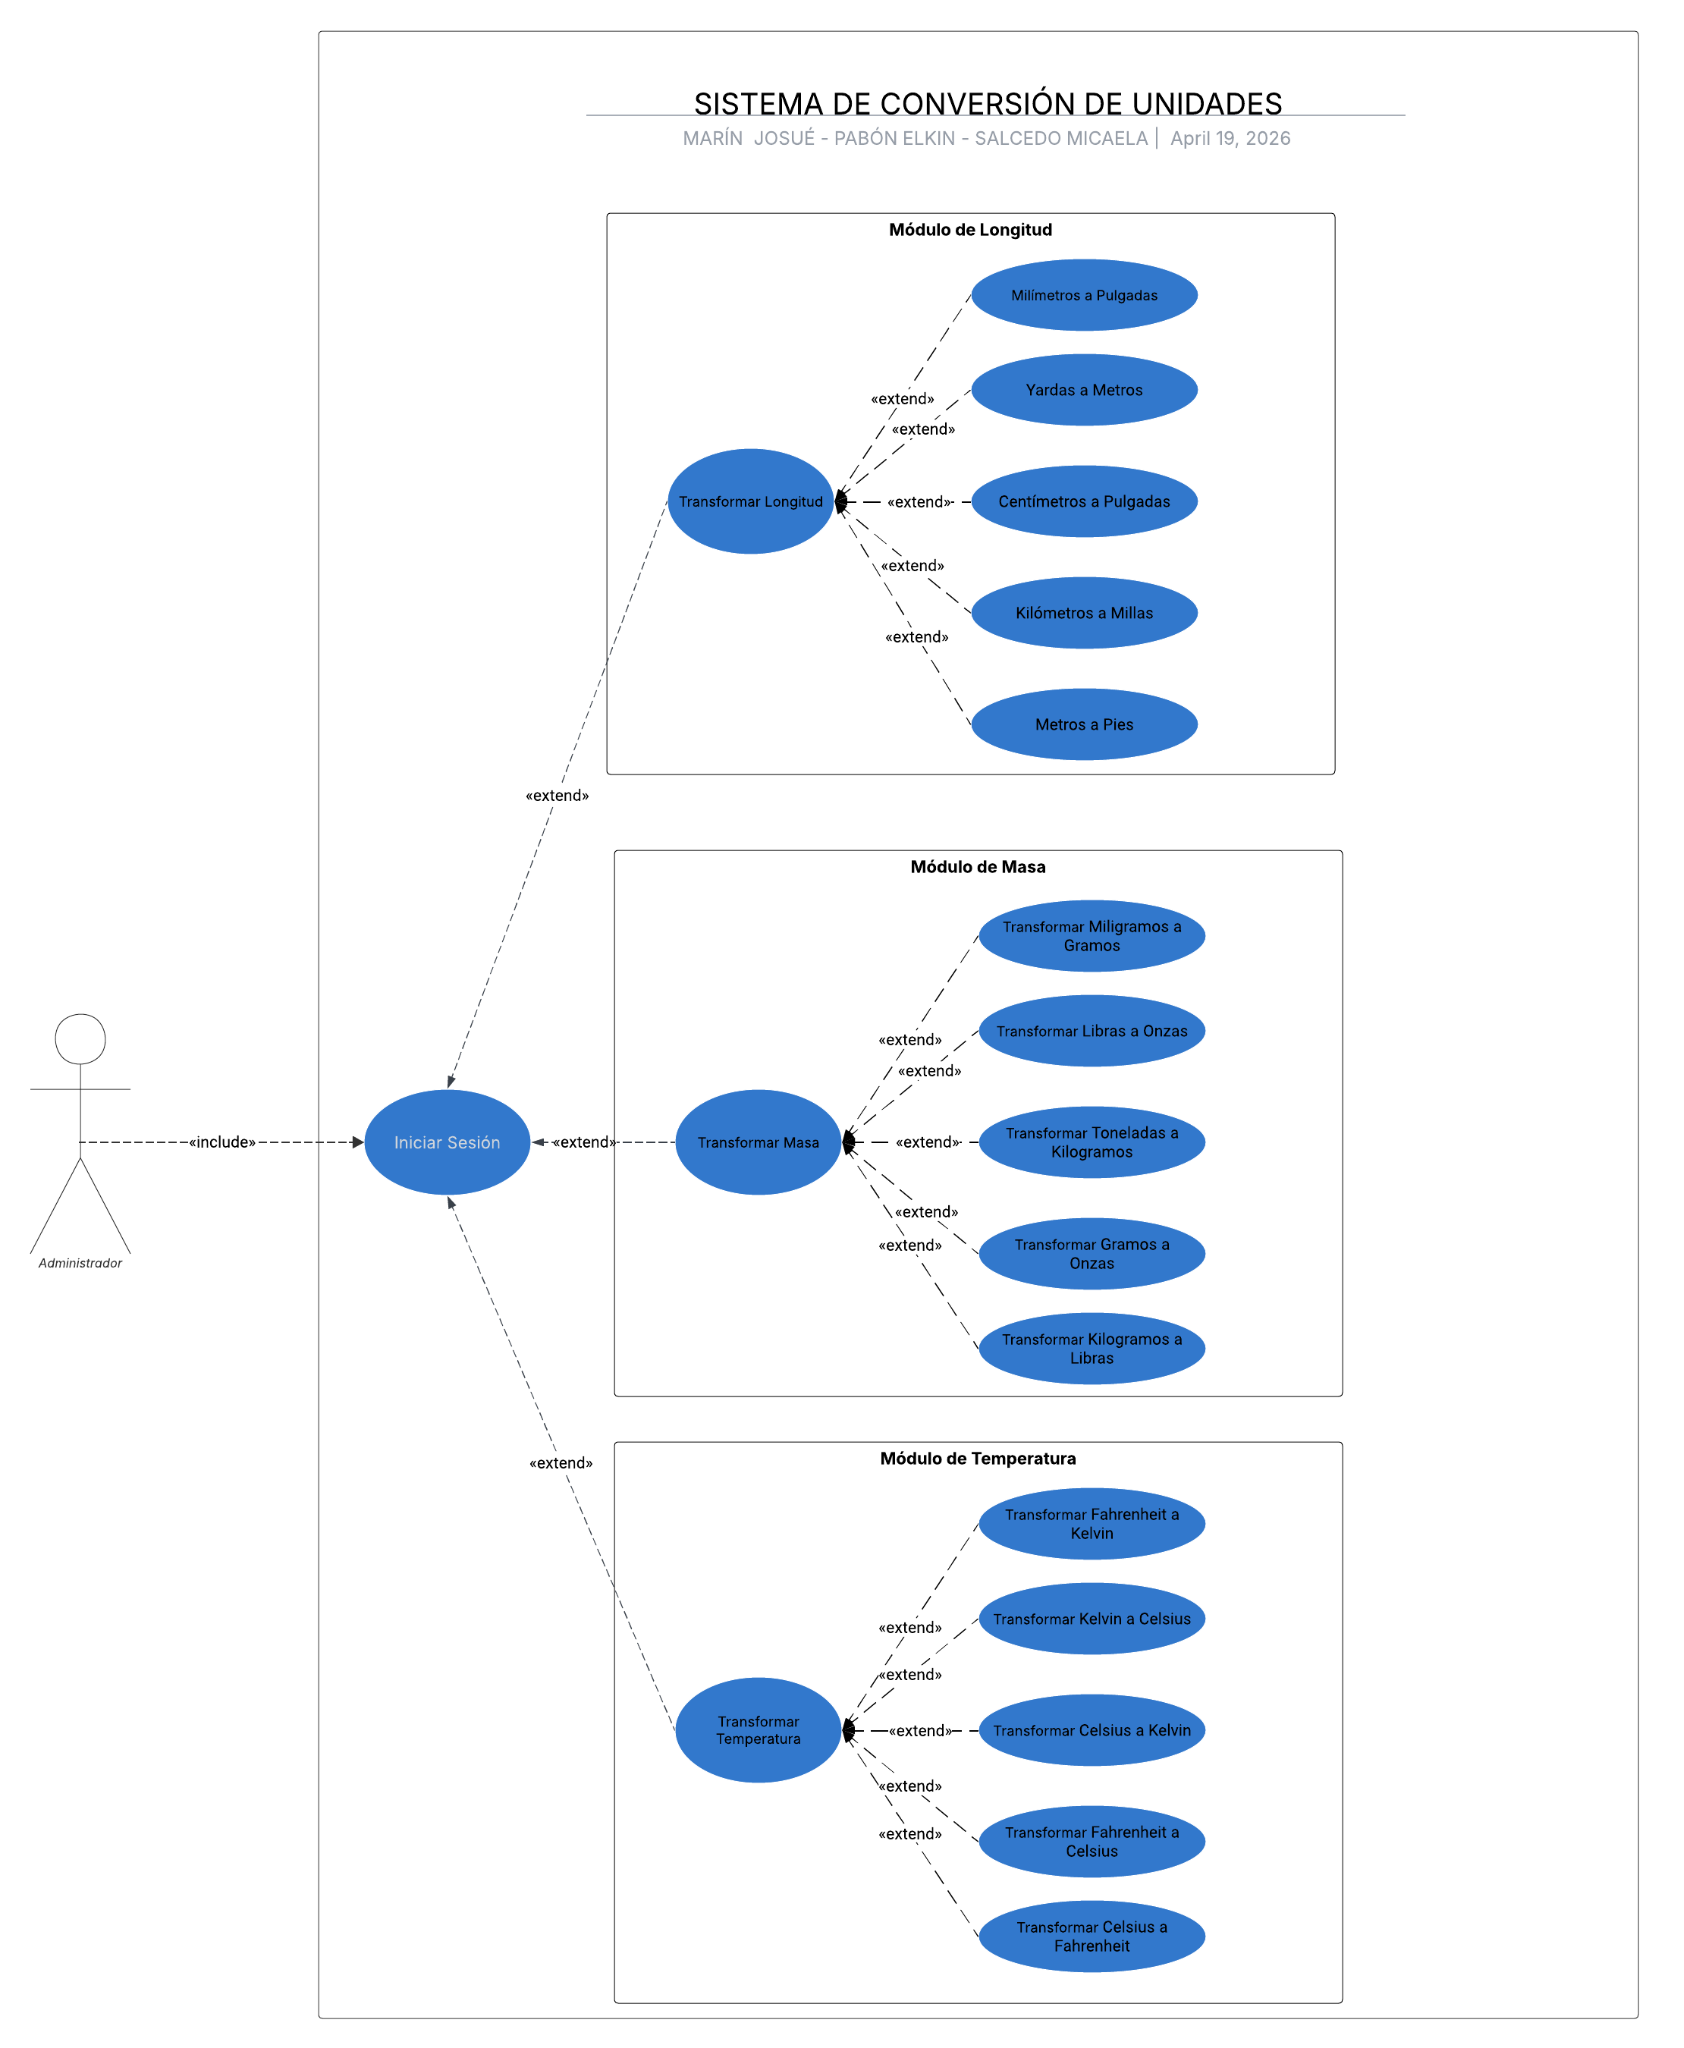 SISTEMA DE CONVERSIÓN DE UNIDADES
MARÍN  JOSUÉ - PABÓN ELKIN - SALCEDO MICAELA |  April 19, 2026
Módulo de Longitud
Milímetros a Pulgadas
Yardas a Metros
«extend»
«extend»
Transformar Longitud
«extend»
Centímetros a Pulgadas
«extend»
Kilómetros a Millas
«extend»
Metros a Pies
«extend»
Módulo de Masa
Transformar Miligramos a
Gramos
Transformar Libras a Onzas
«extend»
«extend»
«include»
Iniciar Sesión
«extend»
Transformar Masa
«extend»
Transformar Toneladas a
Kilogramos
«extend»
«extend»
Transformar Gramos a
Onzas
Administrador
Transformar Kilogramos a
Libras
«extend»
Módulo de Temperatura
Transformar Fahrenheit a
Kelvin
Transformar Kelvin a Celsius
«extend»
«extend»
Transformar
Temperatura
«extend»
Transformar Celsius a Kelvin
«extend»
«extend»
Transformar Fahrenheit a
Celsius
Transformar Celsius a
Fahrenheit